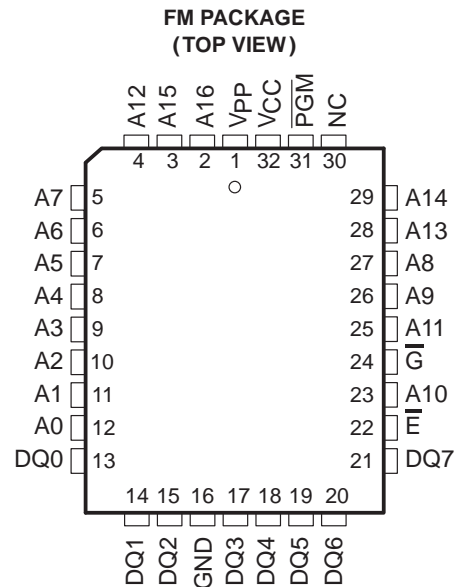 FM PACKAGE
(TOP VIEW)
A12 A15 A16 VPP VCC PGM NC
4 3 2 1 32 31 30
A7 5 29 A14
A6 6 28 A13
A5 7 27 A8
A4 8 26 A9
A3 9 25 A11
A2 10 24 G
A1 11 23 A10
A0 12 22 E
DQ0 13 21 DQ7
14 15 16 17 18 19 20
DQ1 DQ2 GND DQ3 DQ4 DQ5 DQ6